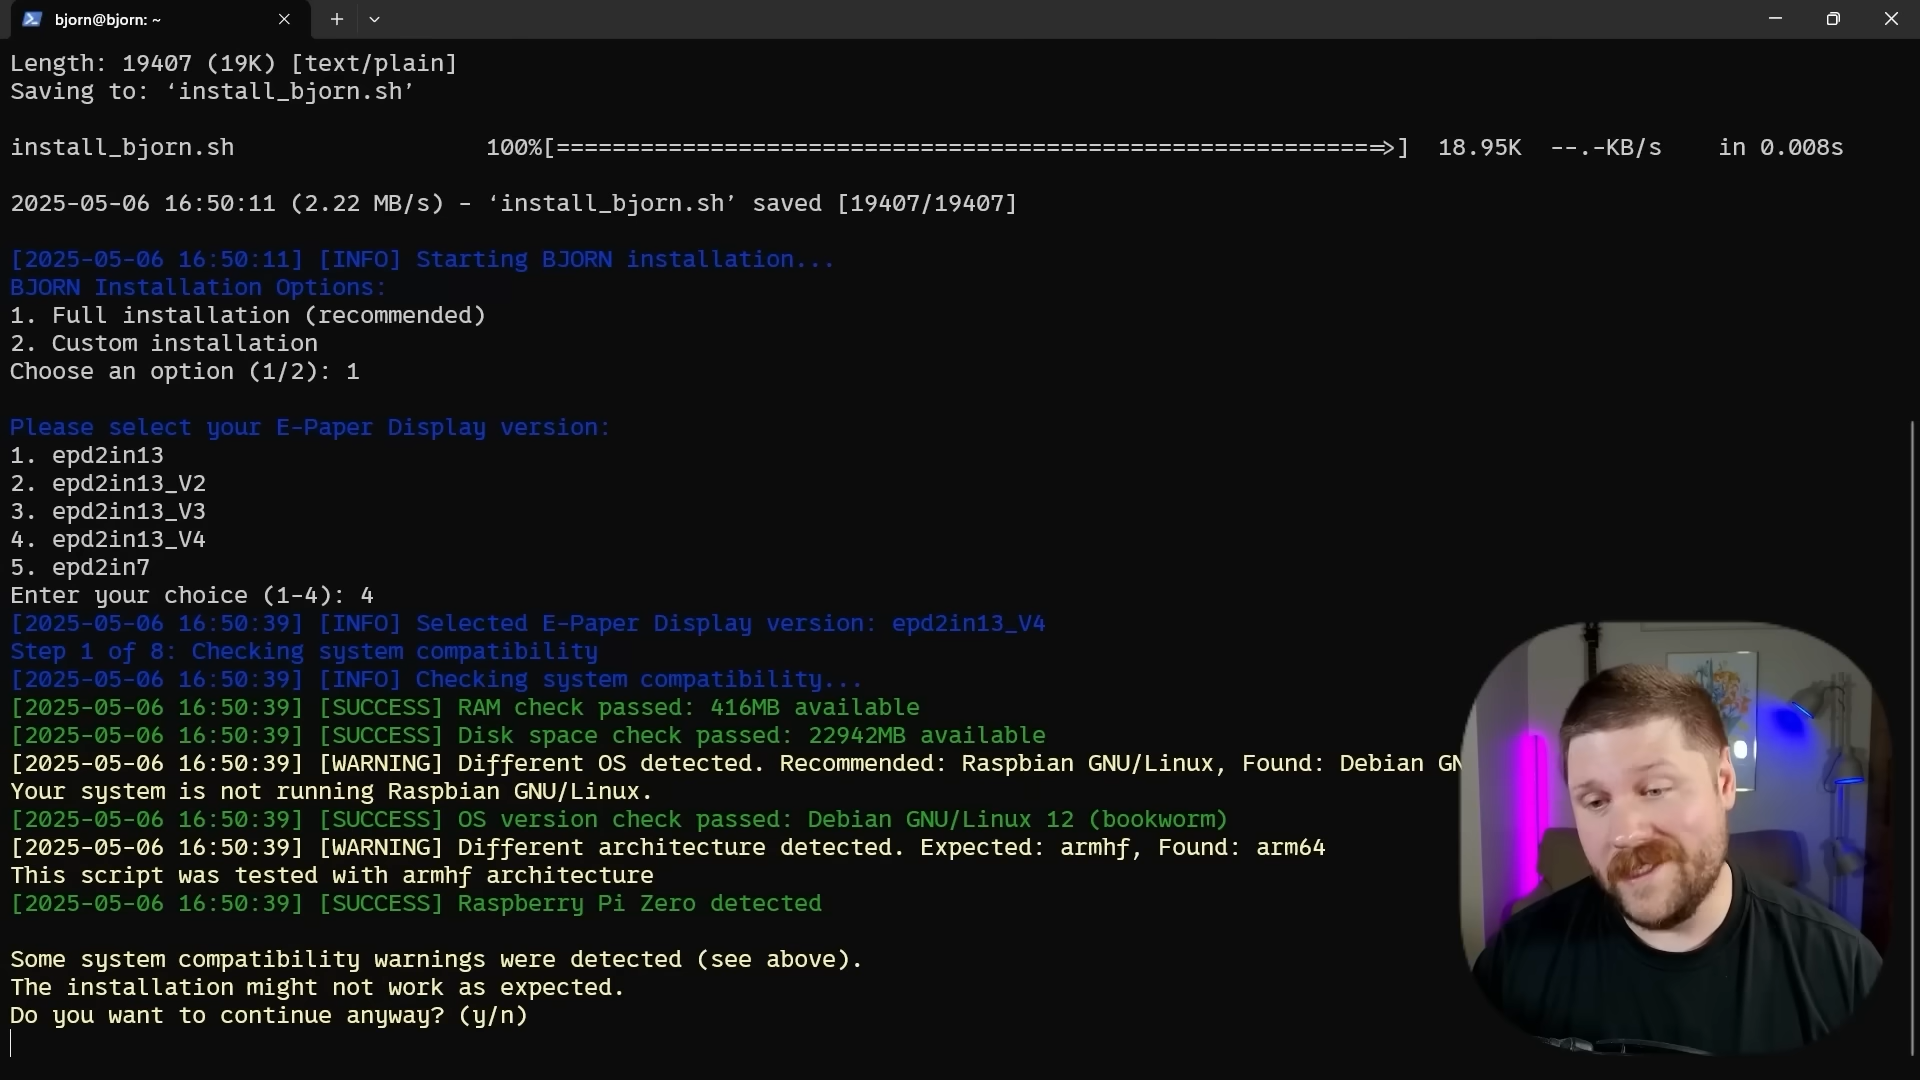 bjorn@bjorn: ~
Length: 19407 (19K) [text/plain]
Saving to: ‘install_bjorn.sh’
install_bjorn.sh 100%[===========================================================>] 18.95K --.-KB/s in 0.008s
2025-05-06 16:50:11 (2.22 MB/s) - ‘install_bjorn.sh’ saved [19407/19407]
[2025-05-06 16:50:11] [INFO] Starting BJORN installation...
BJORN Installation Options:
1. Full installation (recommended)
2. Custom installation
Choose an option (1/2): 1
Please select your E-Paper Display version:
1. epd2in13
2. epd2in13_V2
3. epd2in13_V3
4. epd2in13_V4
5. epd2in7
Enter your choice (1-4): 4
[2025-05-06 16:50:39] [INFO] Selected E-Paper Display version: epd2in13_V4
Step 1 of 8: Checking system compatibility
[2025-05-06 16:50:39] [INFO] Checking system compatibility...
[2025-05-06 16:50:39] [SUCCESS] RAM check passed: 416MB available
[2025-05-06 16:50:39] [SUCCESS] Disk space check passed: 22942MB available
[2025-05-06 16:50:39] [WARNING] Different OS detected. Recommended: Raspbian GNU/Linux, Found: Debian GN
Your system is not running Raspbian GNU/Linux.
[2025-05-06 16:50:39] [SUCCESS] OS version check passed: Debian GNU/Linux 12 (bookworm)
[2025-05-06 16:50:39] [WARNING] Different architecture detected. Expected: armhf, Found: arm64
This script was tested with armhf architecture
[2025-05-06 16:50:39] [SUCCESS] Raspberry Pi Zero detected
Some system compatibility warnings were detected (see above).
The installation might not work as expected.
Do you want to continue anyway? (y/n)